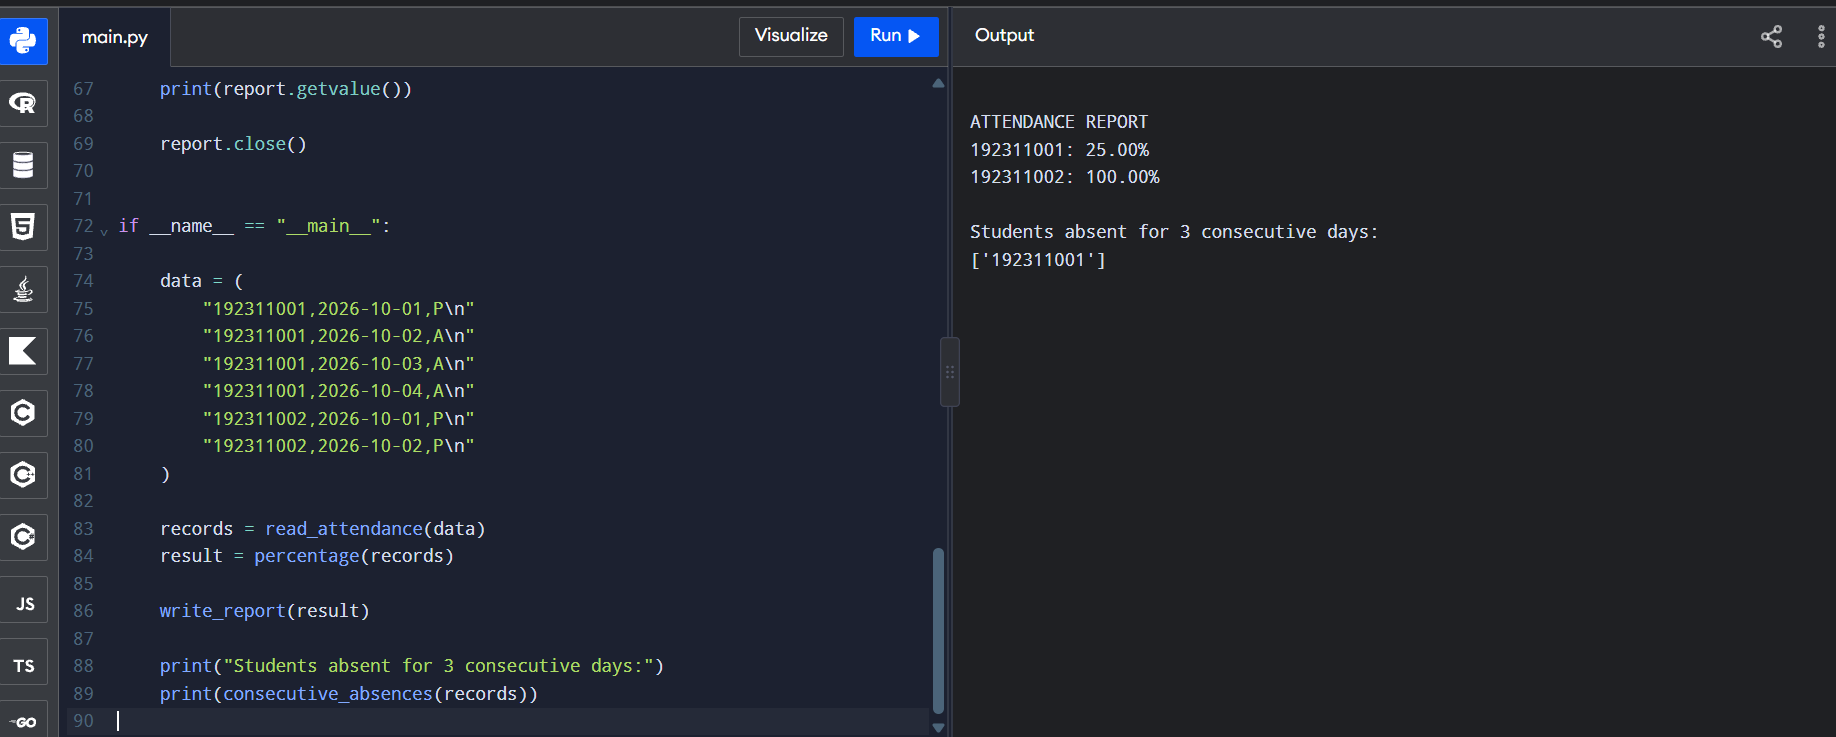 main.py
Visualize
Run
67 print(report.getvalue())
68
69 report.close()
70
71
72 if __name__ == "__main__":
73
74 data = (
75 "192311001,2026-10-01,P\n"
76 "192311001,2026-10-02,A\n"
77 "192311001,2026-10-03,A\n"
78 "192311001,2026-10-04,A\n"
79 "192311002,2026-10-01,P\n"
80 "192311002,2026-10-02,P\n"
81 )
82
83 records = read_attendance(data)
84 result = percentage(records)
85
86 write_report(result)
87
88 print("Students absent for 3 consecutive days:")
89 print(consecutive_absences(records))
90
R
5
C
C++
C#
JS
TS
GO
Output
ATTENDANCE REPORT
192311001: 25.00%
192311002: 100.00%
Students absent for 3 consecutive days:
['192311001']